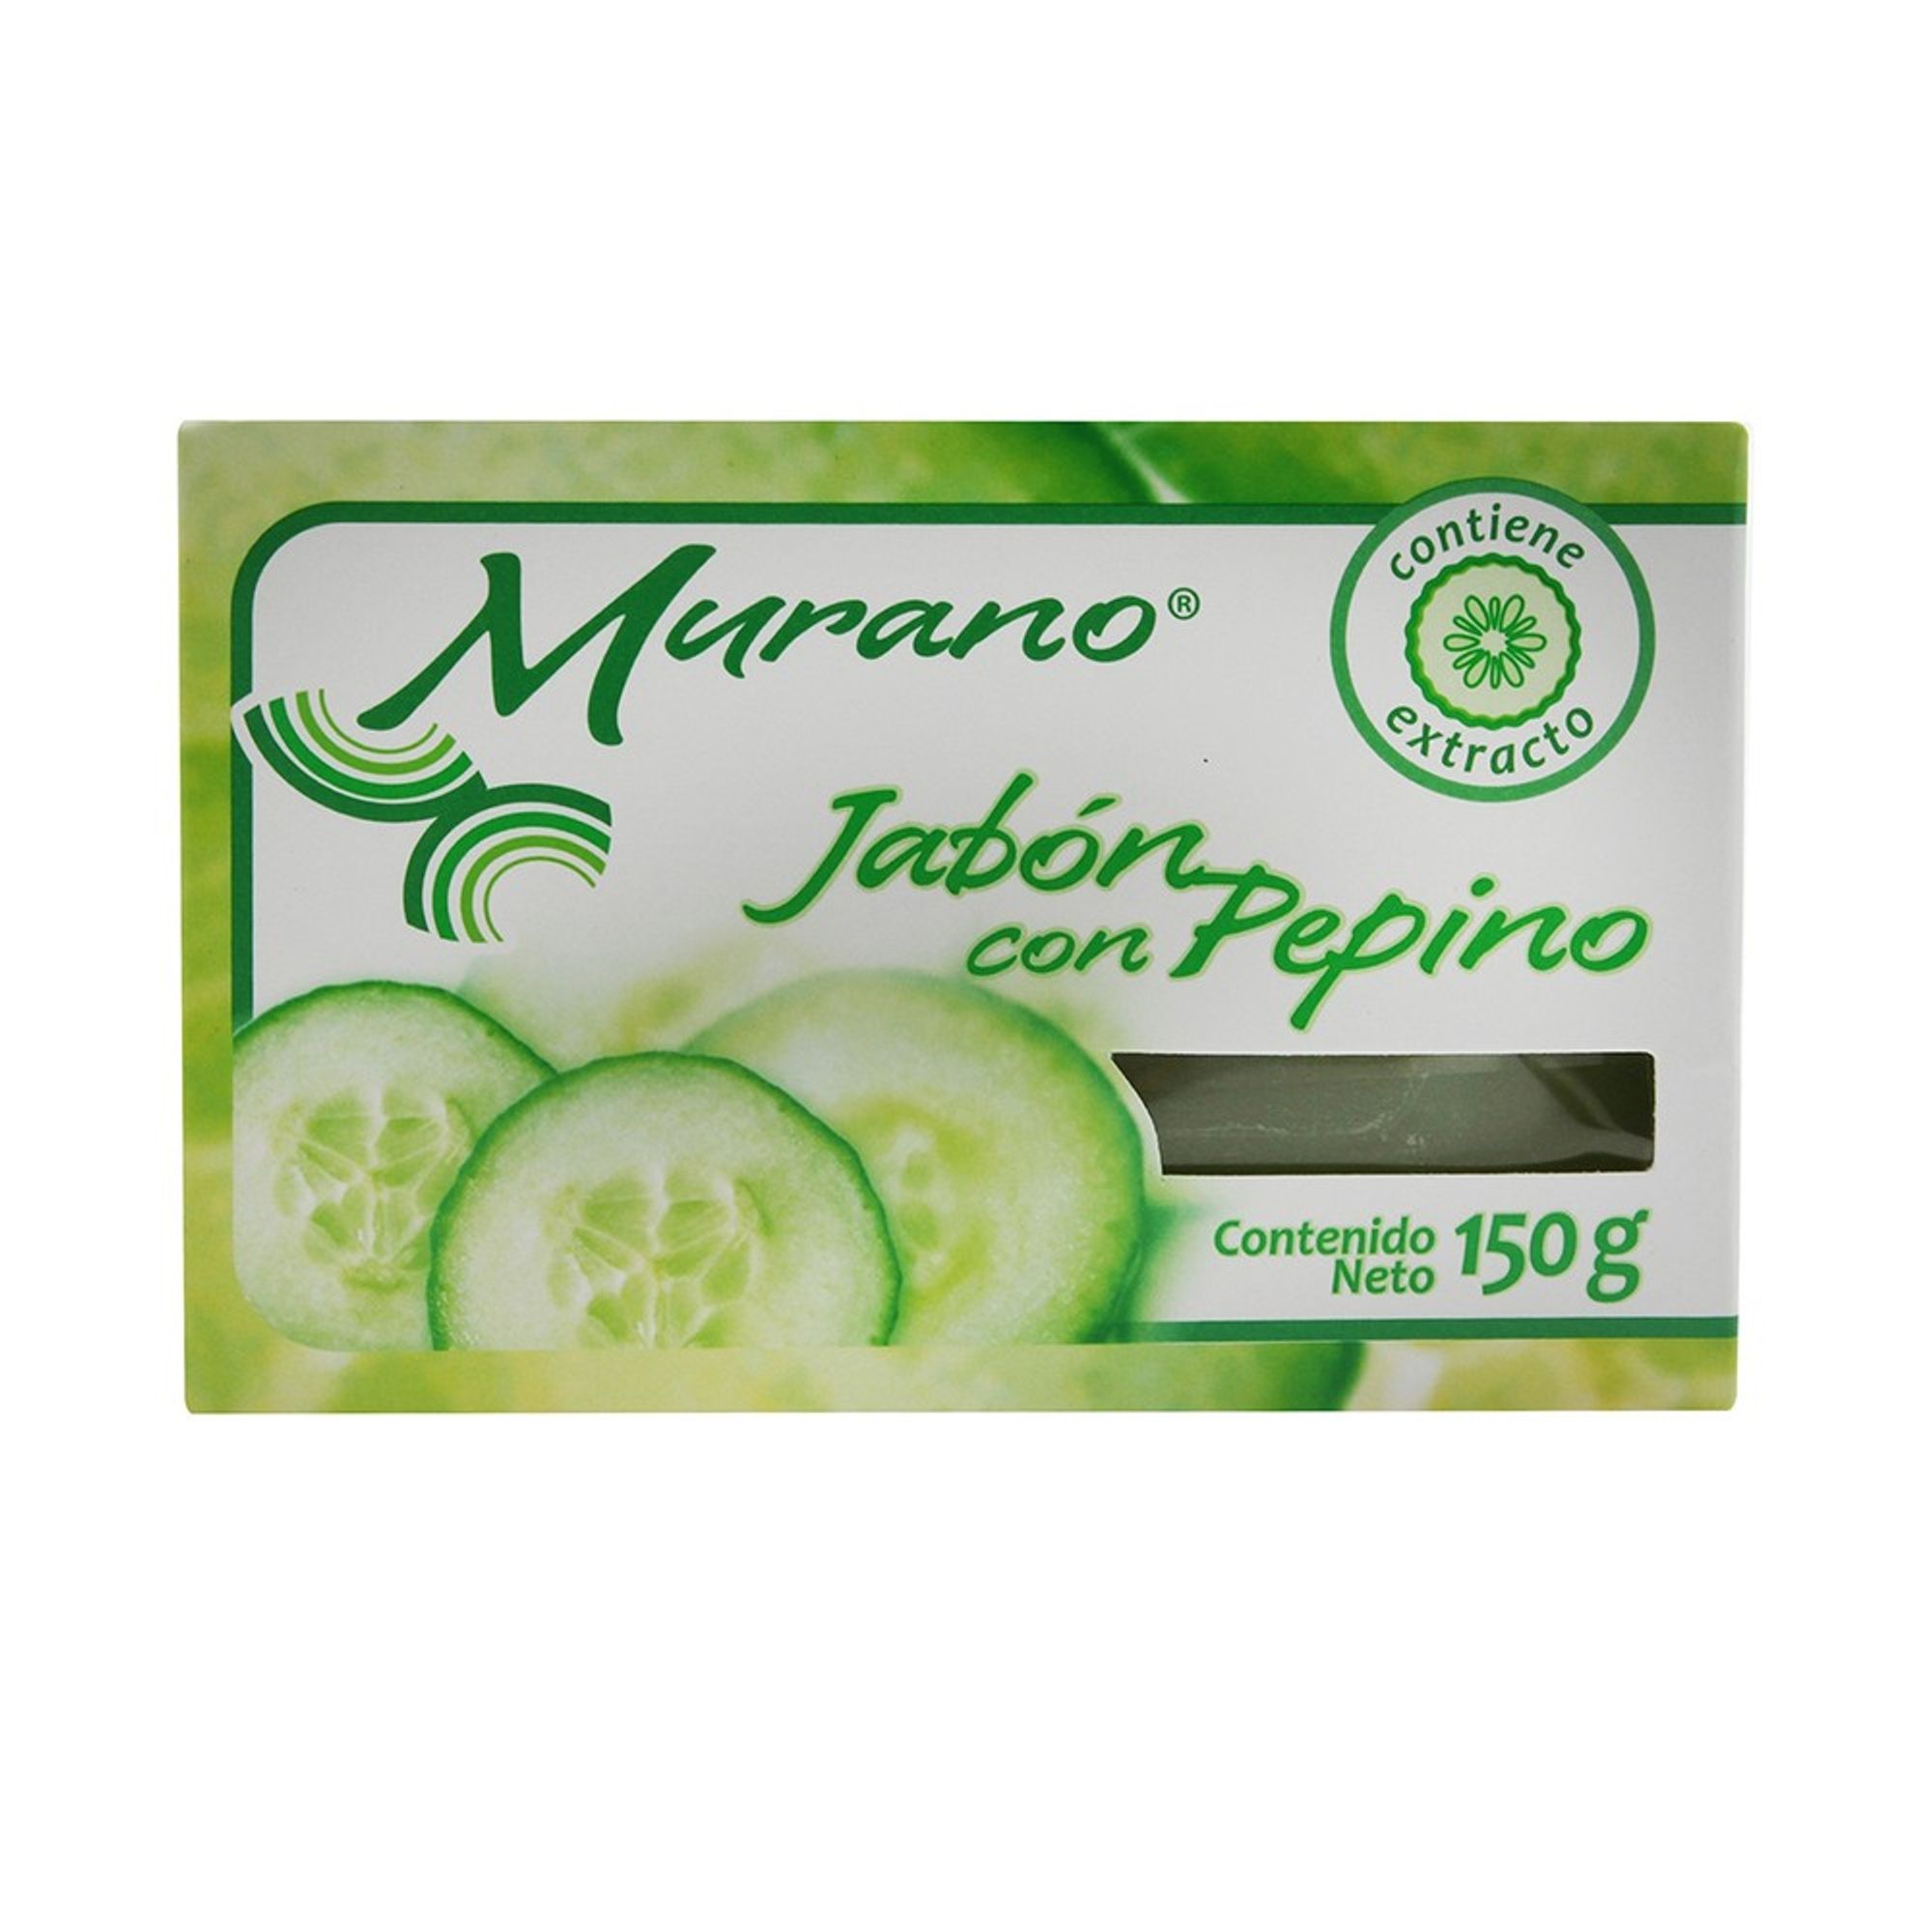 Murano®
contiene
extracto
Jabón
con Pepino
Contenido
Neto 150 g